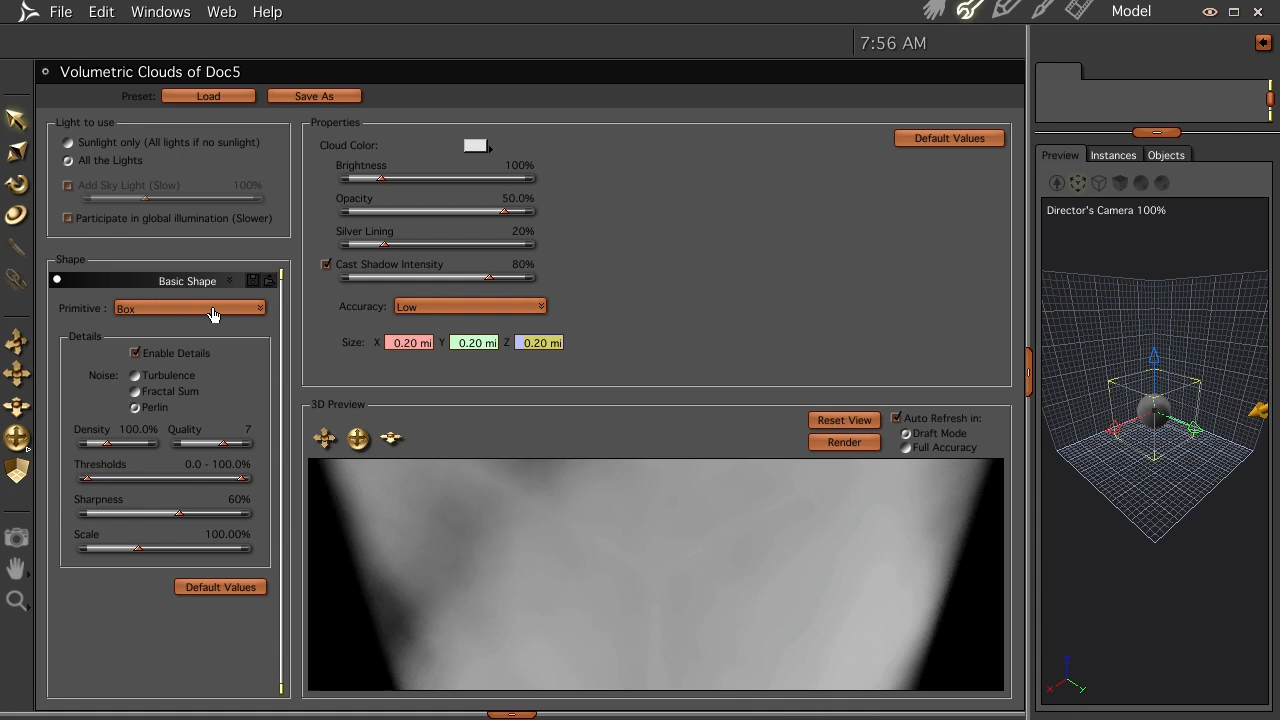 File Edit Windows Web Help Model
7:56 AM
Volumetric Clouds of Doc5
Preset: Load Save As
Light to use
Sunlight only (All lights if no sunlight)
All the Lights
Add Sky Light (Slow) 100%
Participate in global illumination (Slower)
Shape
Basic Shape
Primitive : Box
Details
Enable Details
Noise: Turbulence
Fractal Sum
Perlin
Density 100.0% Quality 7
Thresholds 0.0 - 100.0%
Sharpness 60%
Scale 100.00%
Default Values
Properties
Cloud Color:
Default Values
Brightness 100%
Opacity 50.0%
Silver Lining 20%
Cast Shadow Intensity 80%
Accuracy: Low
Size: X 0.20 mi Y 0.20 mi Z 0.20 mi
3D Preview
Reset View Auto Refresh in:
Render Draft Mode
Full Accuracy
Preview Instances Objects
Director's Camera 100%